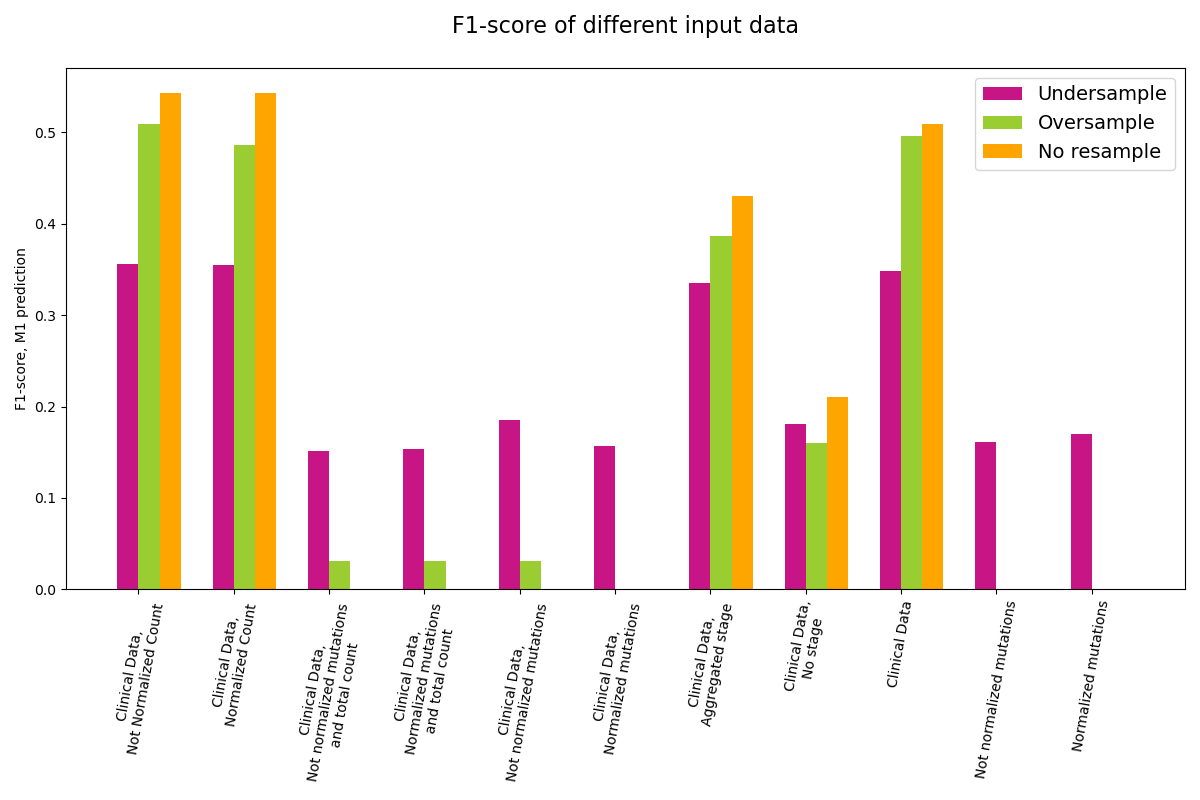 F1-score of different input data
Undersample
Oversample
No resample
F1-score, M1 prediction
0.5
0.4
0.3
0.2
0.1
0.0
Clinical Data,
Not Normalized Count
Clinical Data,
Normalized Count
Clinical Data,
Not normalized mutations
and total count
Clinical Data,
Normalized mutations
and total count
Clinical Data,
Not normalized mutations
Clinical Data,
Normalized mutations
Clinical Data,
Aggregated stage
Clinical Data,
No stage
Clinical Data
Not normalized mutations
Normalized mutations